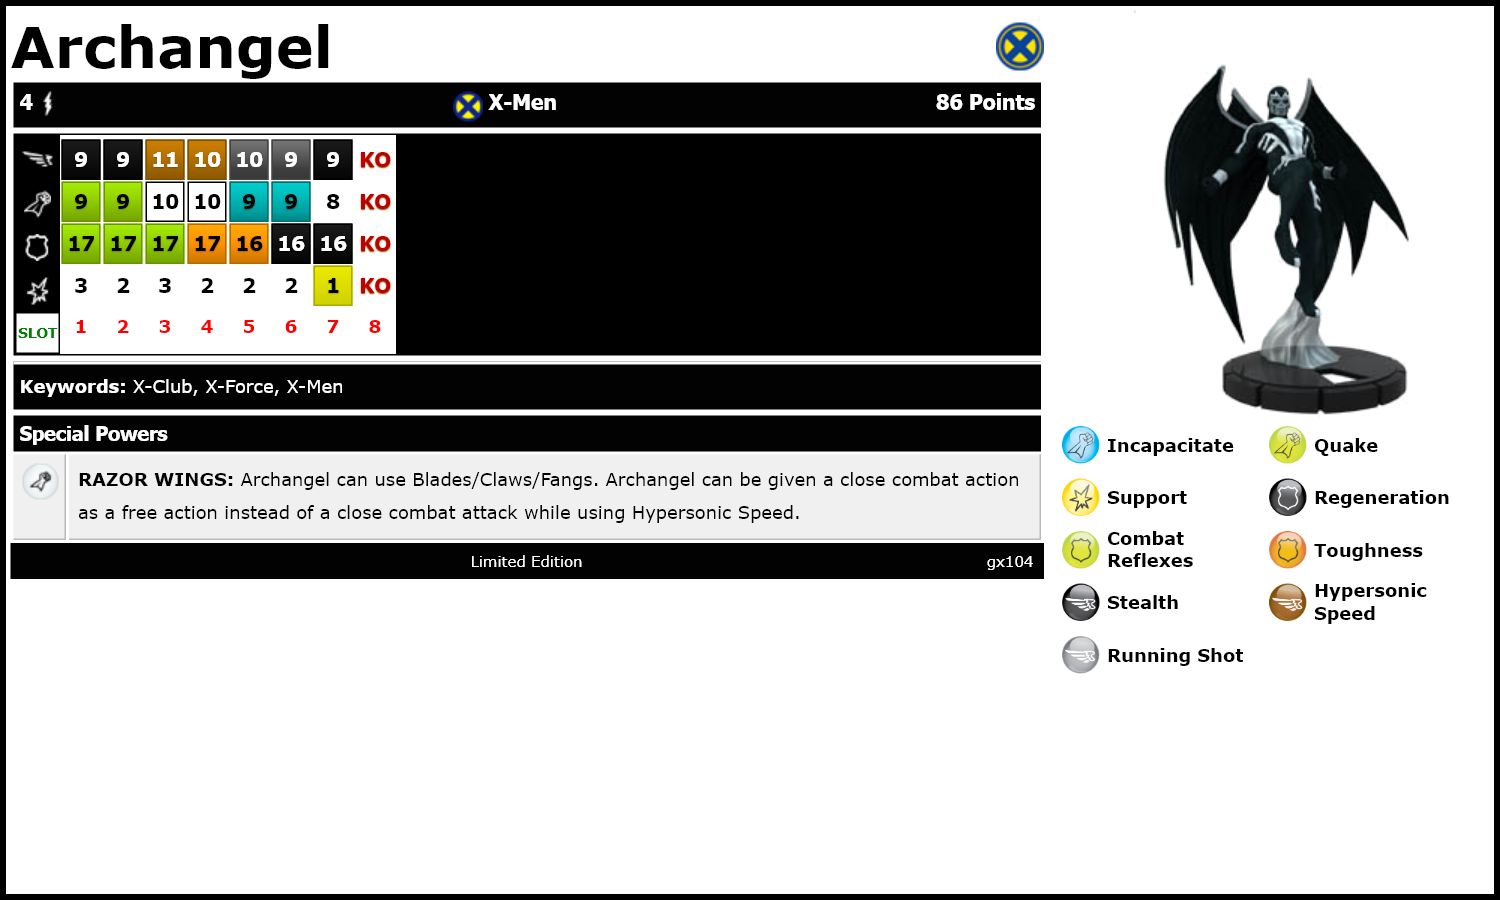 Archangel
4 X-Men 86 Points
9 9 11 10 10 9 9 KO
9 9 10 10 9 9 8 KO
17 17 17 17 16 16 16 KO
3 2 3 2 2 2 1 KO
SLOT 1 2 3 4 5 6 7 8
Keywords: X-Club, X-Force, X-Men
Special Powers
RAZOR WINGS: Archangel can use Blades/Claws/Fangs. Archangel can be given a close combat action
as a free action instead of a close combat attack while using Hypersonic Speed.
Limited Edition gx104
Incapacitate Quake
Support Regeneration
Combat
Reflexes
Toughness
Stealth
Hypersonic
Speed
Running Shot